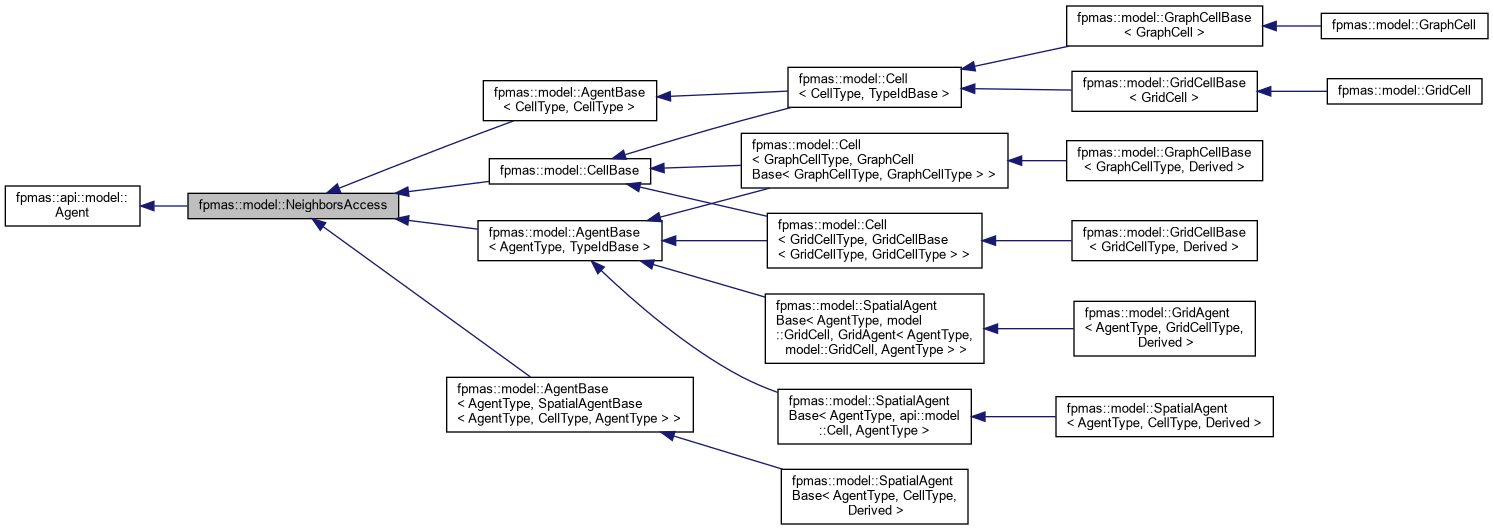 fpmas::api::model::
Agent
fpmas::model::NeighborsAccess
fpmas::model::AgentBase
< CellType, CellType >
fpmas::model::CellBase
fpmas::model::AgentBase
< AgentType, TypeIdBase >
fpmas::model::AgentBase
< AgentType, SpatialAgentBase
< AgentType, CellType, AgentType > >
fpmas::model::Cell
< CellType, TypeIdBase >
fpmas::model::Cell
< GraphCellType, GraphCell
Base< GraphCellType, GraphCellType > >
fpmas::model::Cell
< GridCellType, GridCellBase
< GridCellType, GridCellType > >
fpmas::model::SpatialAgent
Base< AgentType, model
::GridCell, GridAgent< AgentType,
model::GridCell, AgentType > >
fpmas::model::SpatialAgent
Base< AgentType, api::model
::Cell, AgentType >
fpmas::model::SpatialAgent
Base< AgentType, CellType,
Derived >
fpmas::model::GraphCellBase
< GraphCell >
fpmas::model::GridCellBase
< GridCell >
fpmas::model::GraphCellBase
< GraphCellType, Derived >
fpmas::model::GridCellBase
< GridCellType, Derived >
fpmas::model::GridAgent
< AgentType, GridCellType,
Derived >
fpmas::model::SpatialAgent
< AgentType, CellType, Derived >
fpmas::model::GraphCell
fpmas::model::GridCell